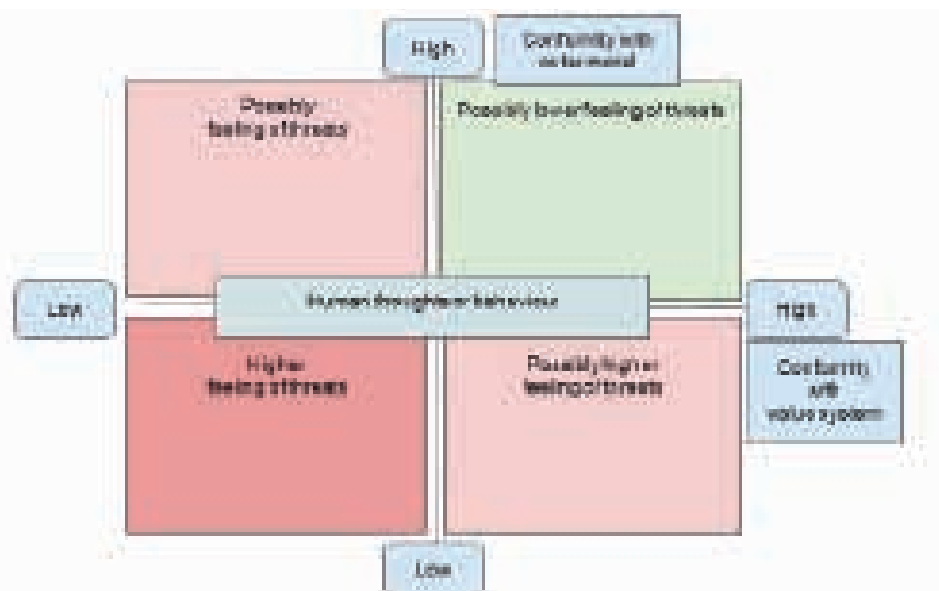 High
Conformity with
Possibly
feeling of threats
Possibly lower feeling of threats
Low
Human thoughts or behaviour
High
Higher
feeling of threats
Possibly higher
feeling of threats
Conformity
with
value system
Low